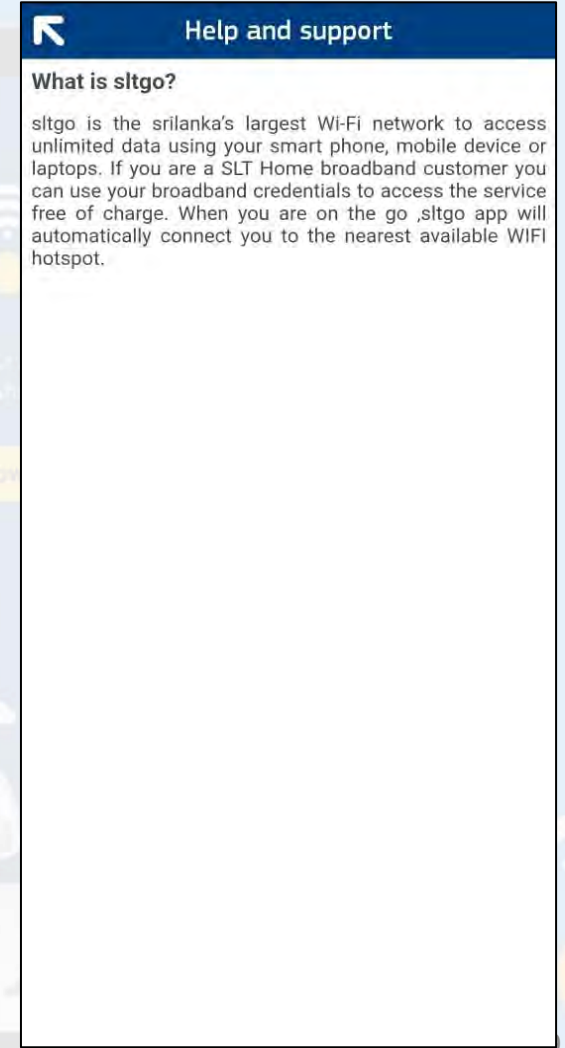 Help and support
What is sltgo?
sltgo is the srilanka's largest Wi-Fi network to access
unlimited data using your smart phone, mobile device or
laptops. If you are a SLT Home broadband customer you
can use your broadband credentials to access the service
free of charge. When you are on the go ,sltgo app will
automatically connect you to the nearest available WIFI
hotspot.